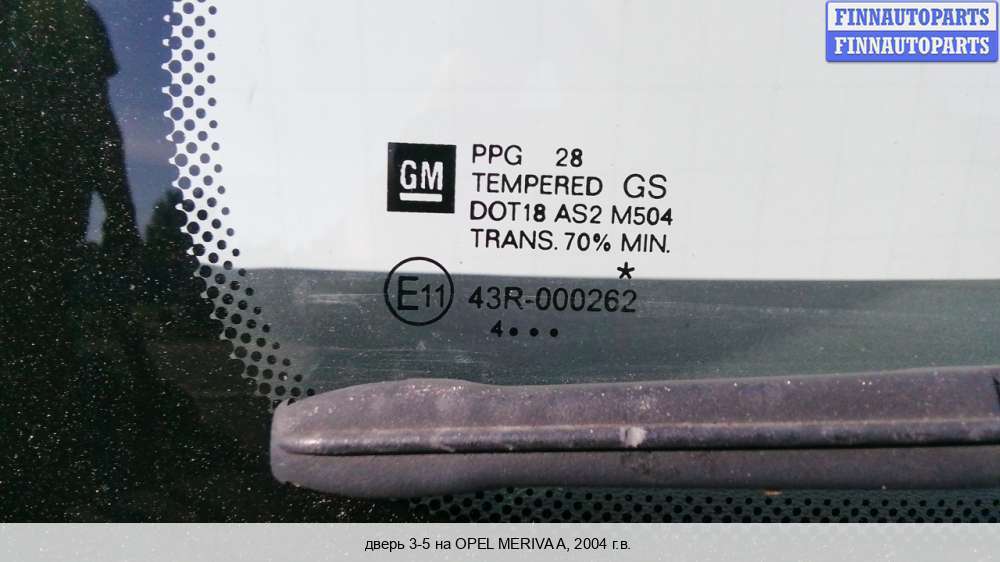 FINNAUTOPARTS
FINNAUTOPARTS
GM
PPG 28
TEMPERED GS
DOT18 AS2 M504
TRANS. 70% MIN.
*
E11 43R-000262
4•••
дверь 3-5 на OPEL MERIVA A, 2004 г.в.